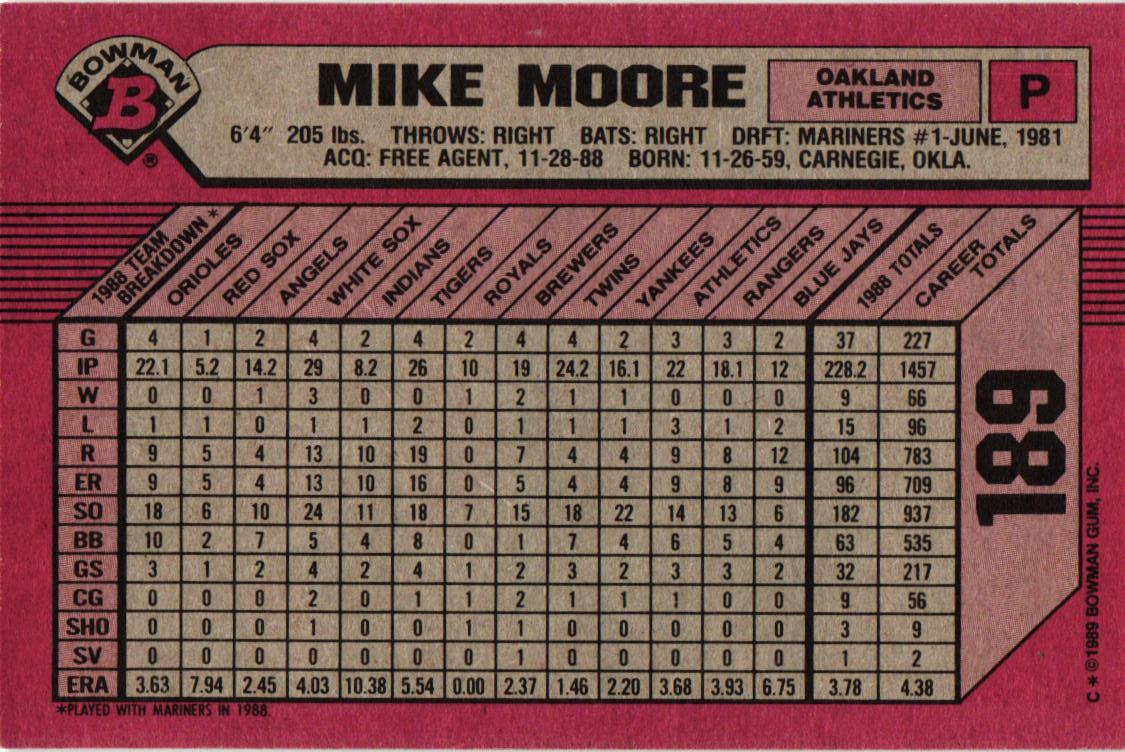 BOWMAN
B
®
MIKE MOORE
OAKLAND
ATHLETICS
P
6'4" 205 lbs. THROWS: RIGHT BATS: RIGHT DRFT: MARINERS #1-JUNE, 1981
ACQ: FREE AGENT, 11-28-88 BORN: 11-26-59, CARNEGIE, OKLA.
1988 TEAM BREAKDOWN* ORIOLES RED SOX ANGELS WHITE SOX INDIANS TIGERS ROYALS BREWERS TWINS YANKEES ATHLETICS RANGERS BLUE JAYS 1988 TOTALS CAREER TOTALS
G 4 1 2 4 2 4 2 4 4 2 3 3 2 37 227
IP 22.1 5.2 14.2 29 8.2 26 10 19 24.2 16.1 22 18.1 12 228.2 1457
W 0 0 1 3 0 0 1 2 1 1 0 0 0 9 66
L 1 1 0 1 1 2 0 1 1 1 3 1 2 15 96
R 9 5 4 13 10 19 0 7 4 4 9 8 12 104 783
ER 9 5 4 13 10 16 0 5 4 4 9 8 9 96 709
SO 18 6 10 24 11 18 7 15 18 22 14 13 6 182 937
BB 10 2 7 5 4 8 0 1 7 4 6 5 4 63 535
GS 3 1 2 4 2 4 1 2 3 2 3 3 2 32 217
CG 0 0 0 2 0 1 1 2 1 1 1 0 0 9 56
SHO 0 0 0 1 0 0 1 1 0 0 0 0 0 3 9
SV 0 0 0 0 0 0 0 1 0 0 0 0 0 1 2
ERA 3.63 7.94 2.45 4.03 10.38 5.54 0.00 2.37 1.46 2.20 3.68 3.93 6.75 3.78 4.38
*PLAYED WITH MARINERS IN 1988.
189
C*©1989 BOWMAN GUM, INC.